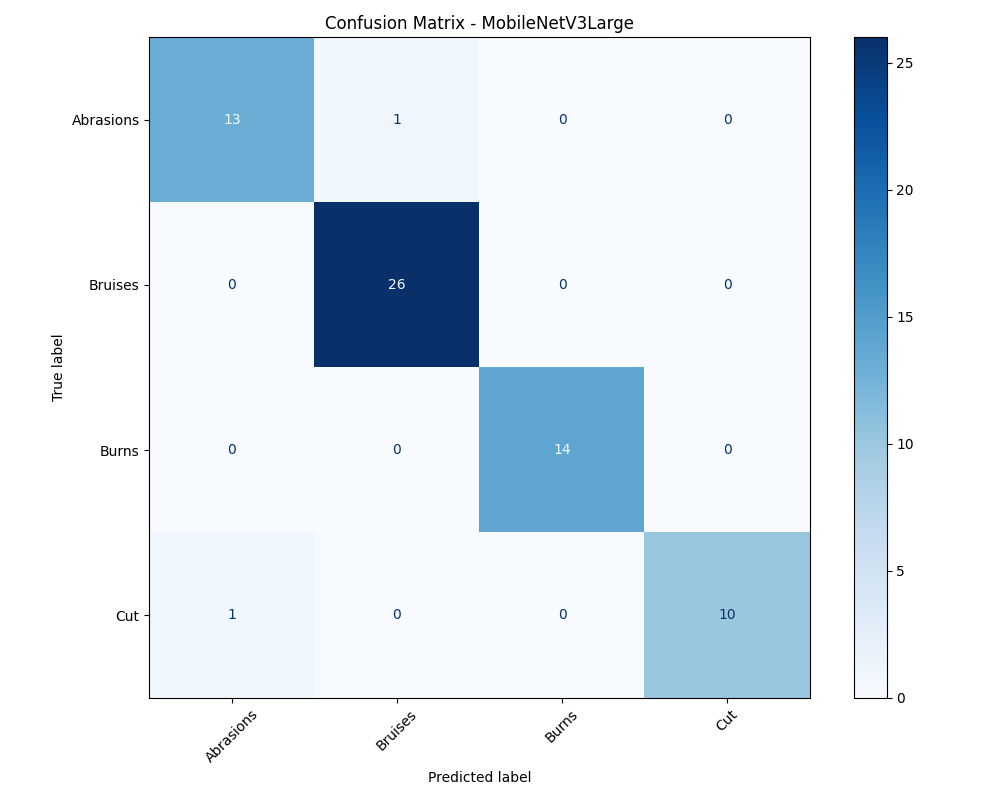 Confusion Matrix - MobileNetV3Large
Abrasions 13 1 0 0
Bruises 0 26 0 0
Burns 0 0 14 0
Cut 1 0 0 10
Abrasions Bruises Burns Cut
Predicted label
True label
25
20
15
10
5
0